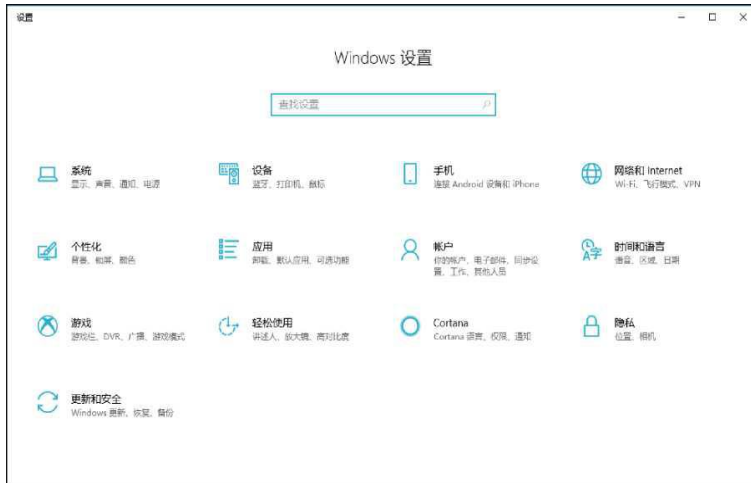 设置
Windows 设置
查找设置
系统
显示、声音、通知、电源
设备
蓝牙、打印机、鼠标
手机
连接 Android 设备和 iPhone
网络和 Internet
Wi-Fi、飞行模式、VPN
个性化
背景、锁屏、颜色
应用
卸载、默认应用、可选功能
帐户
你的帐户、电子邮件、同步设
置、工作、其他人员
时间和语言
语音、区域、日期
游戏
游戏栏、DVR、广播、游戏模式
轻松使用
讲述人、放大镜、高对比度
Cortana
Cortana 语言、权限、通知
隐私
位置、相机
更新和安全
Windows 更新、恢复、备份